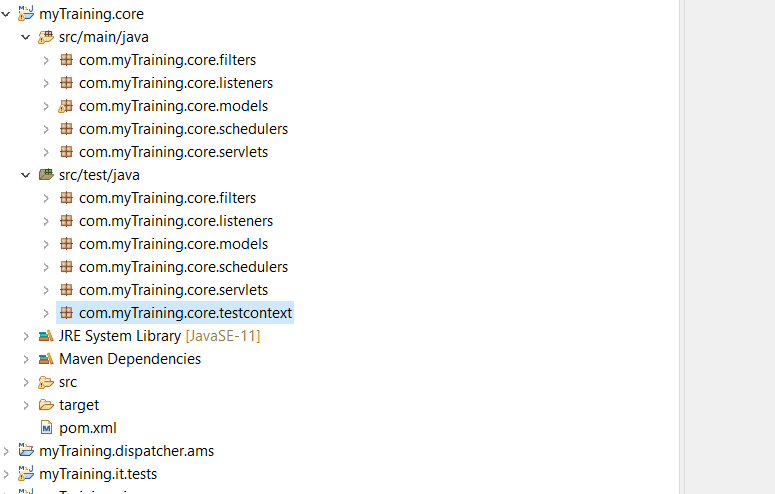 myTraining.core
src/main/java
com.myTraining.core.filters
com.myTraining.core.listeners
com.myTraining.core.models
com.myTraining.core.schedulers
com.myTraining.core.servlets
src/test/java
com.myTraining.core.filters
com.myTraining.core.listeners
com.myTraining.core.models
com.myTraining.core.schedulers
com.myTraining.core.servlets
com.myTraining.core.testcontext
JRE System Library [JavaSE-11]
Maven Dependencies
src
target
pom.xml
myTraining.dispatcher.ams
myTraining.it.tests